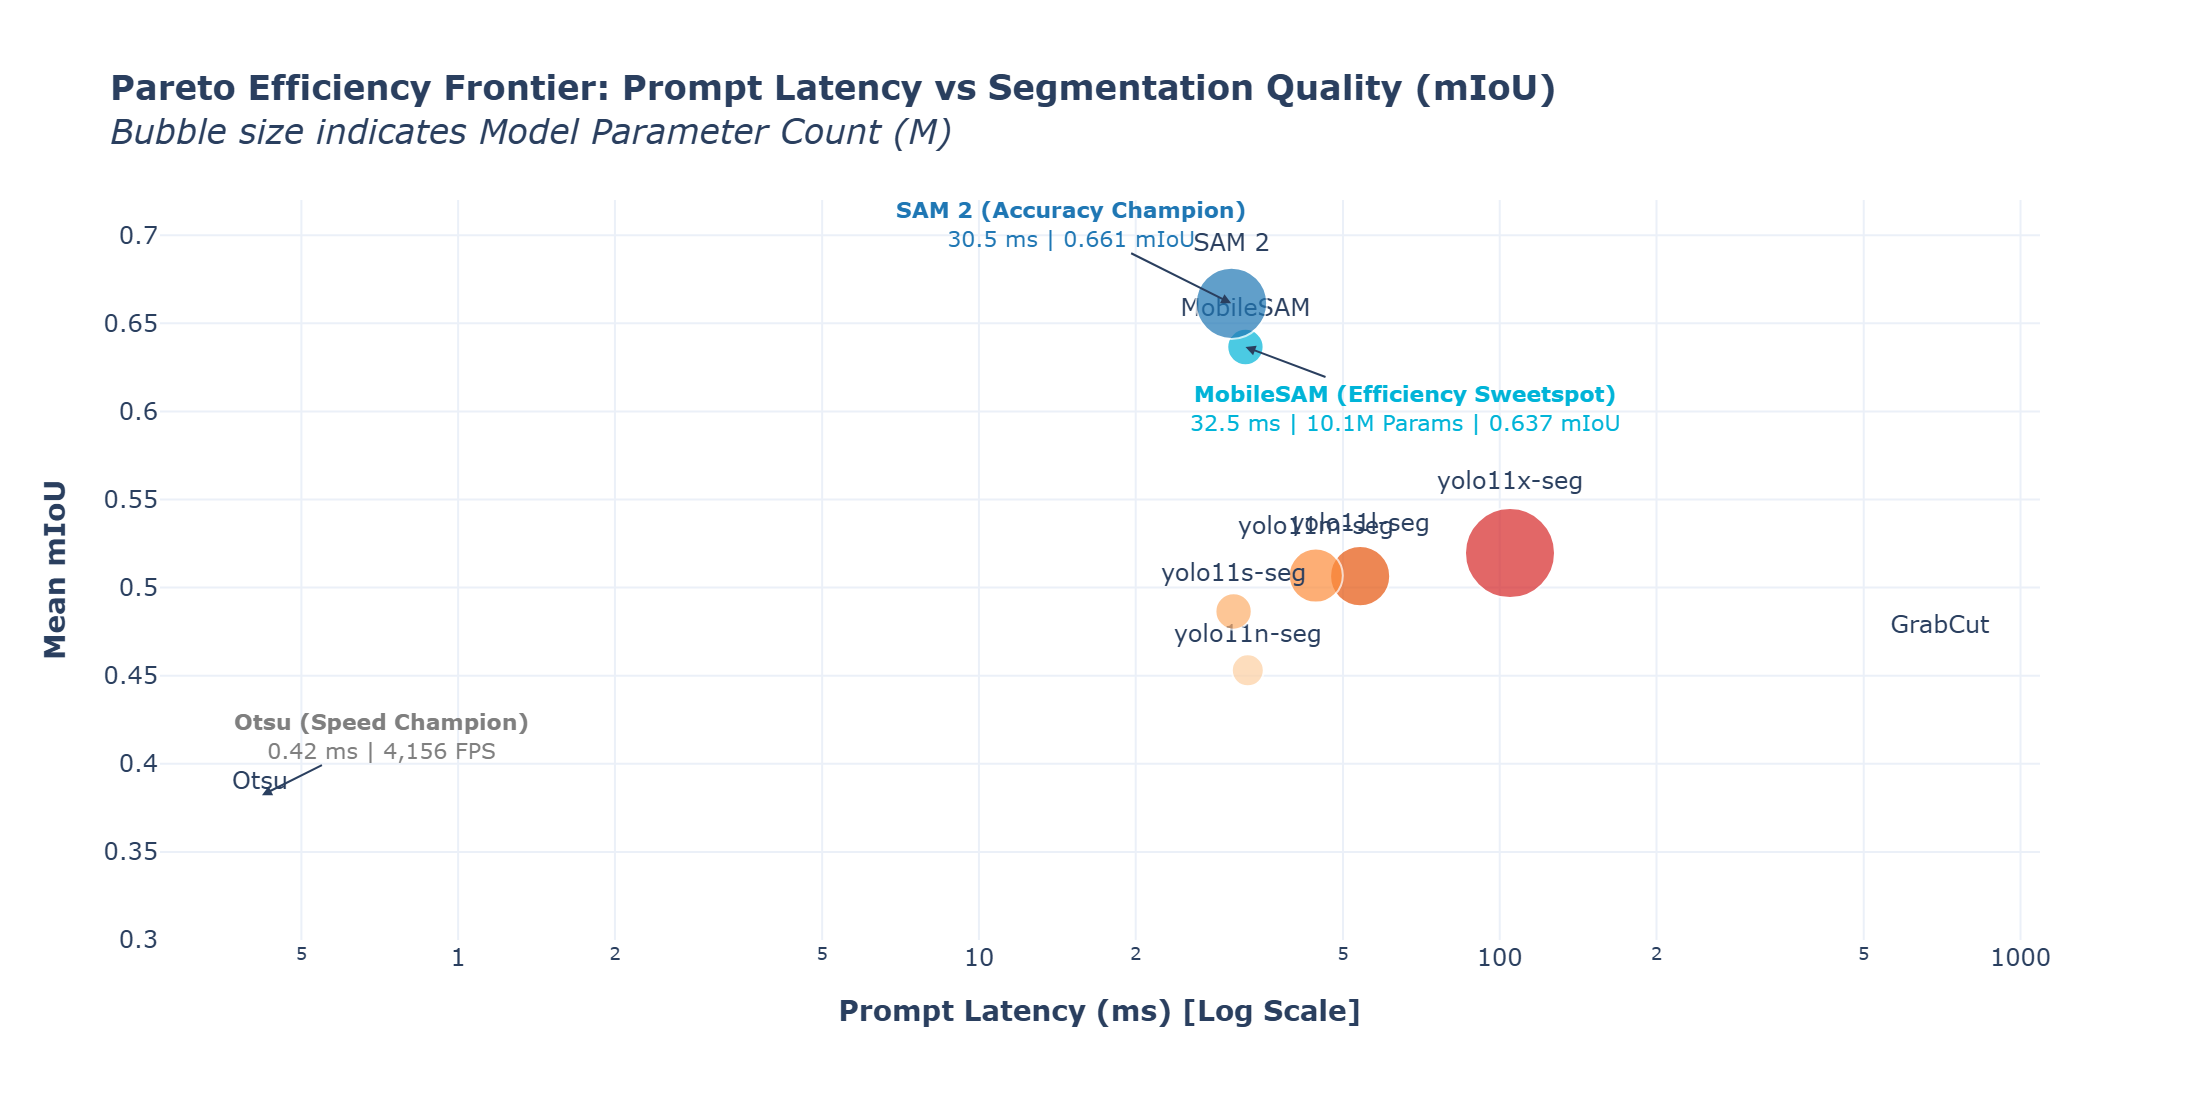 Pareto Efficiency Frontier: Prompt Latency vs Segmentation Quality (mIoU)
Bubble size indicates Model Parameter Count (M)
SAM 2 (Accuracy Champion)
30.5 ms | 0.661 mIoU
SAM 2
MobileSAM
MobileSAM (Efficiency Sweetspot)
32.5 ms | 10.1M Params | 0.637 mIoU
yolo11x-seg
yolo11m-seg
yolo11l-seg
yolo11s-seg
yolo11n-seg
GrabCut
Otsu (Speed Champion)
0.42 ms | 4,156 FPS
Otsu
Mean mIoU
0.7
0.65
0.6
0.55
0.5
0.45
0.4
0.35
0.3
5 1 2 5 10 2 5 100 2 5 1000
Prompt Latency (ms) [Log Scale]